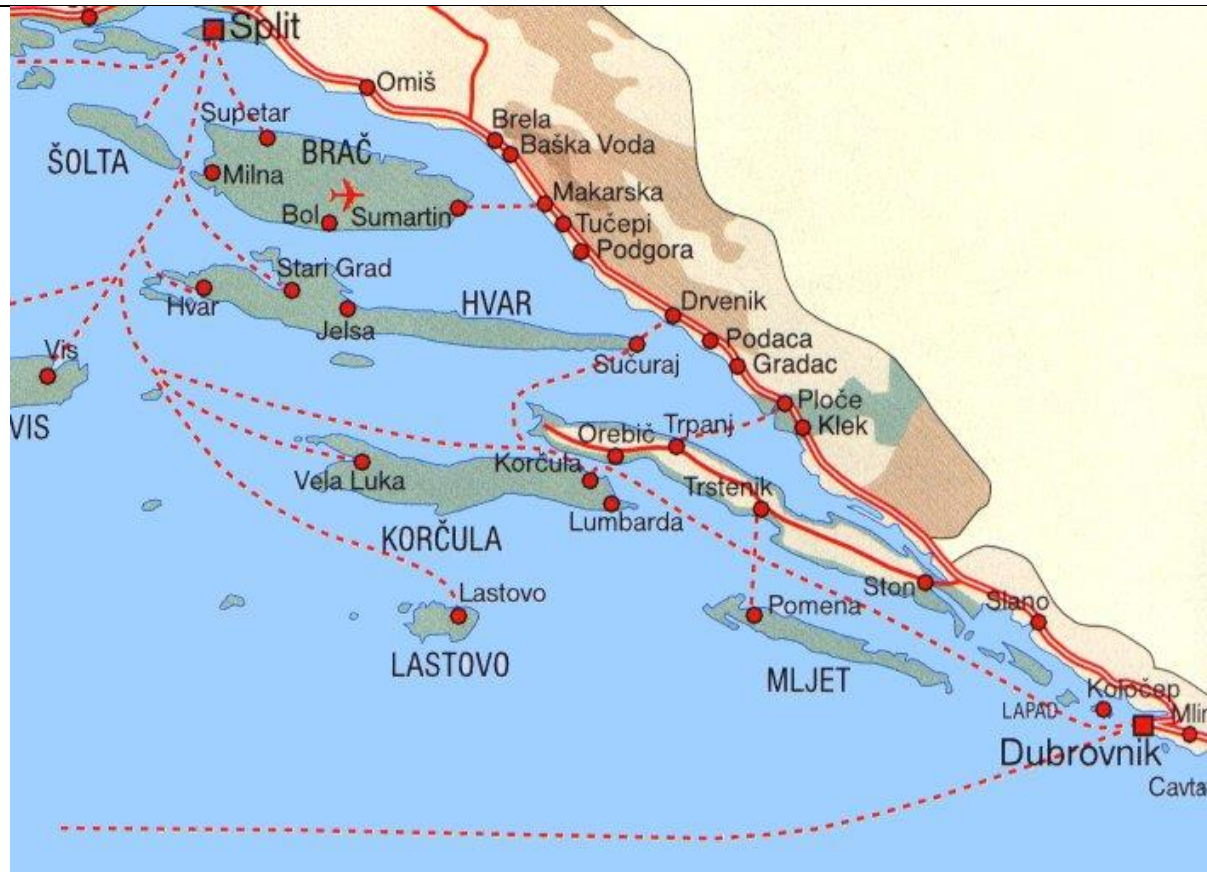 Split
Omiš
Supetar
Brela
BRAČ
Baška Voda
ŠOLTA
Milna
Makarska
Bol
Sumartin
Tučepi
Podgora
Stari Grad
Hvar
HVAR
Drvenik
Jelsa
Podaca
Vis
Sučuraj
Gradac
VIS
Ploče
Orebič
Trpanj
Klek
Korčula
Vela Luka
Trstenik
Lumbarda
KORČULA
Ston
Lastovo
Pomena
Slano
LASTOVO
MLJET
Koločep
LAPAD
Mlin
Dubrovnik
Cavta